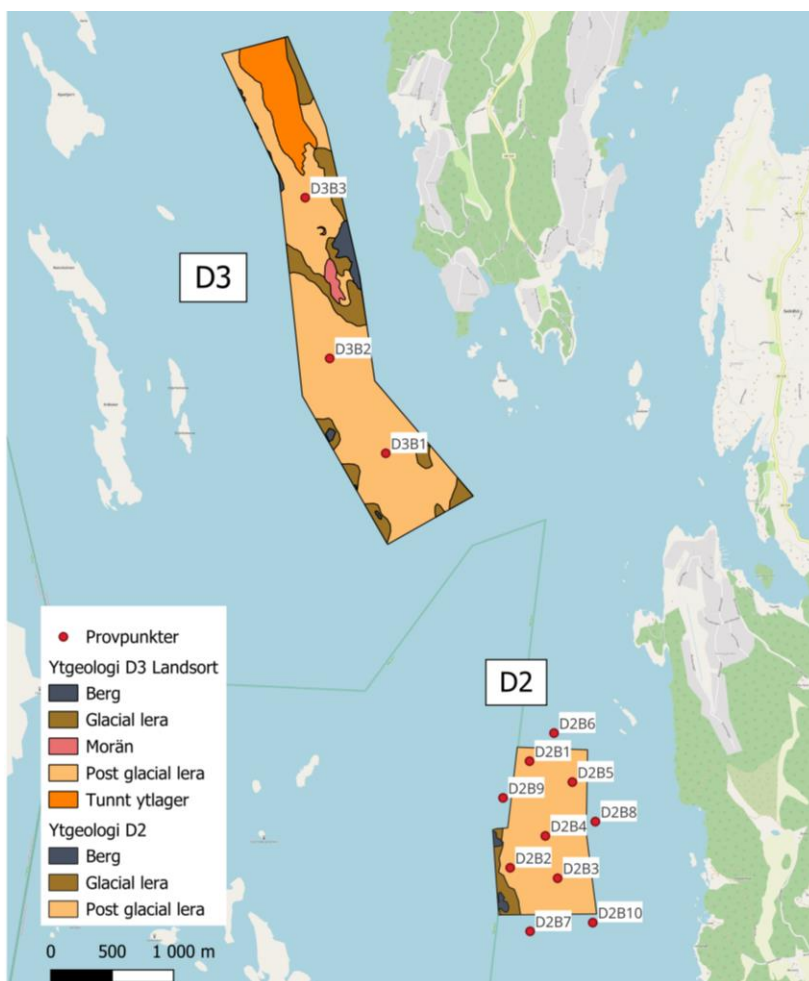 D3B3
D3
D3B2
D3B1
D2
D2B6
D2B1
D2B5
D2B9
D2B8
D2B4
D2B2
D2B3
D2B10
D2B7
Provpunkter
Ytgeologi D3 Landsort
Berg
Glacial lera
Morän
Post glacial lera
Tunnt ytlager
Ytgeologi D2
Berg
Glacial lera
Post glacial lera
0 500 1 000 m